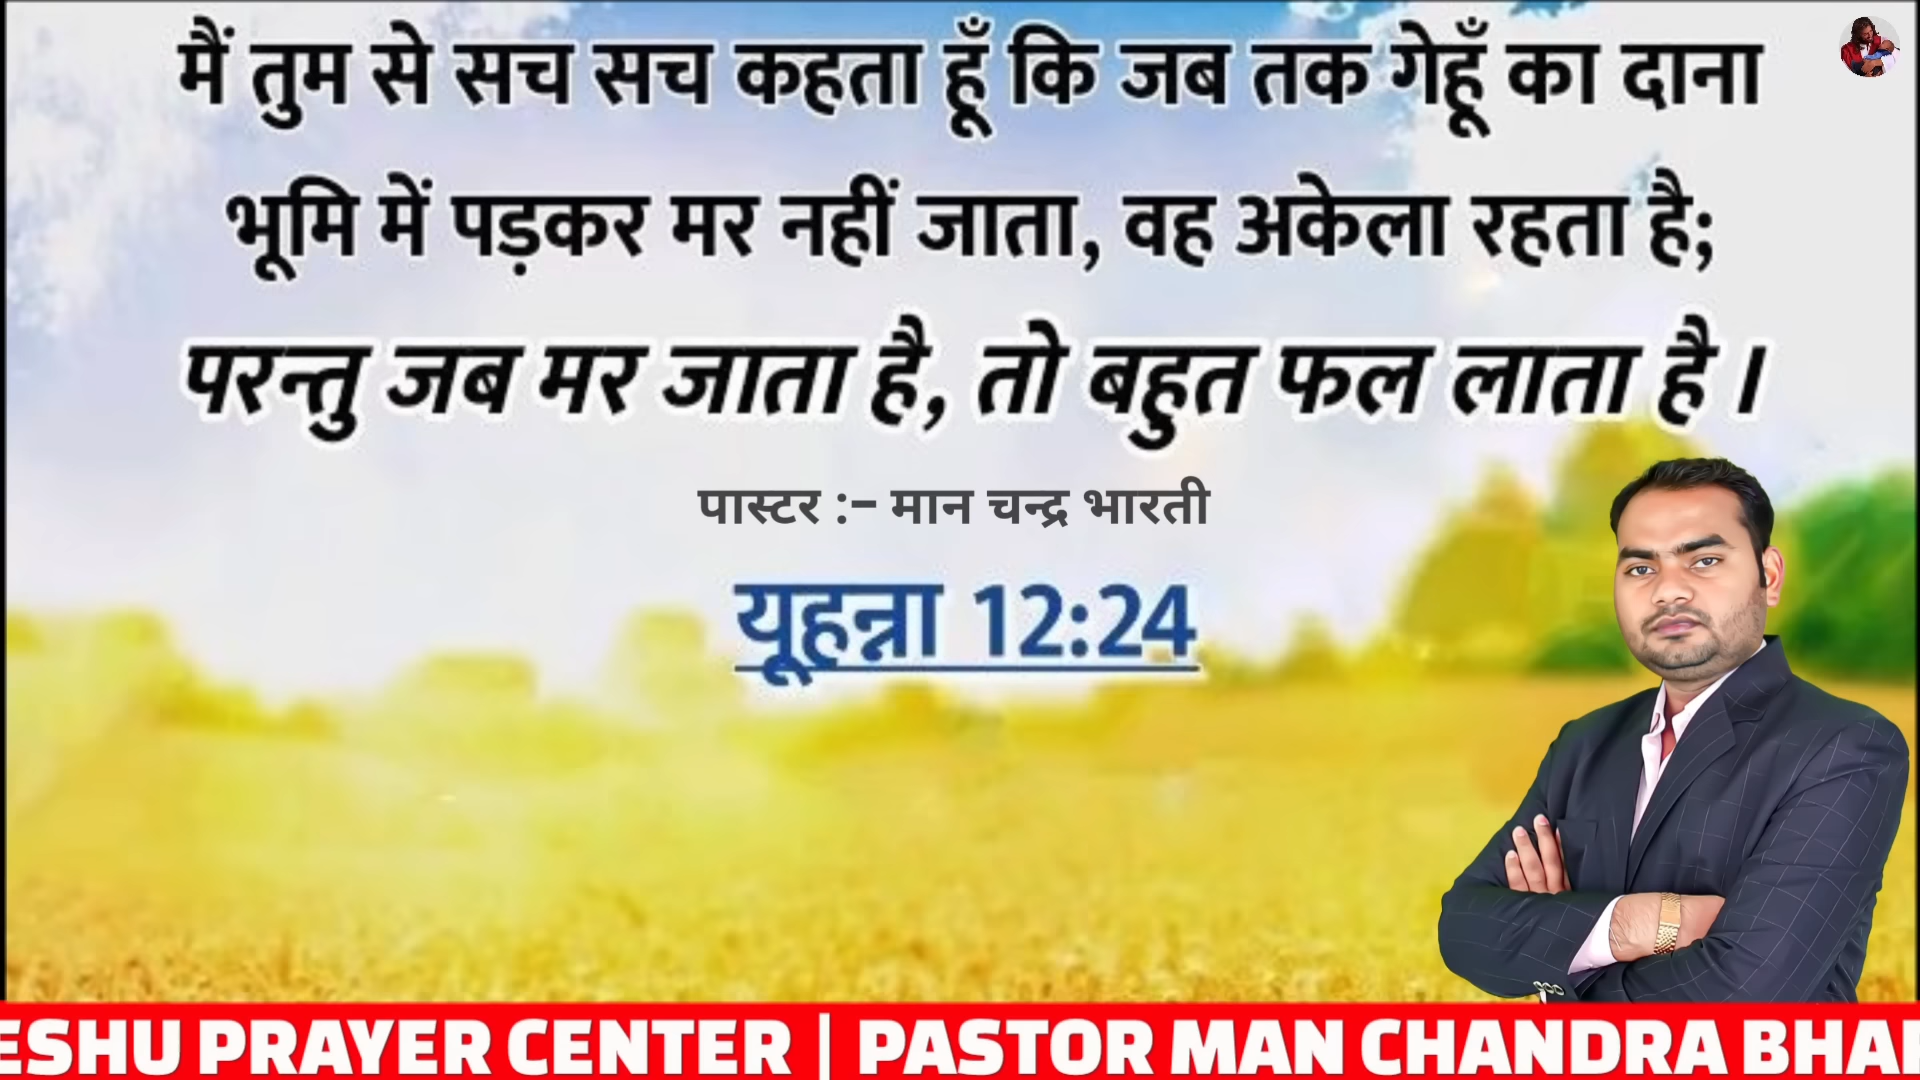 मैं तुम से सच सच कहता हूँ कि जब तक गेहूँ का दाना
भूमि में पड़कर मर नहीं जाता, वह अकेला रहता है;
परन्तु जब मर जाता है, तो बहुत फल लाता है।
पास्टर :- मान चन्द्र भारती
यूहन्ना 12:24
ESHU PRAYER CENTER | PASTOR MAN CHANDRA BHA